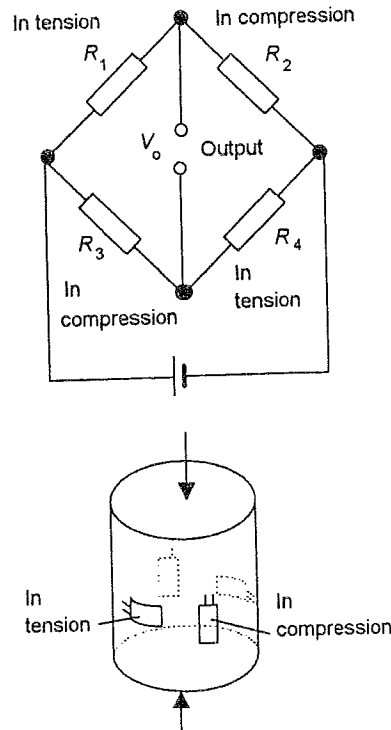 In tension
In compression
R1
R2
Vo
Output
R3
R4
In
compression
In
tension
In
tension
In
compression